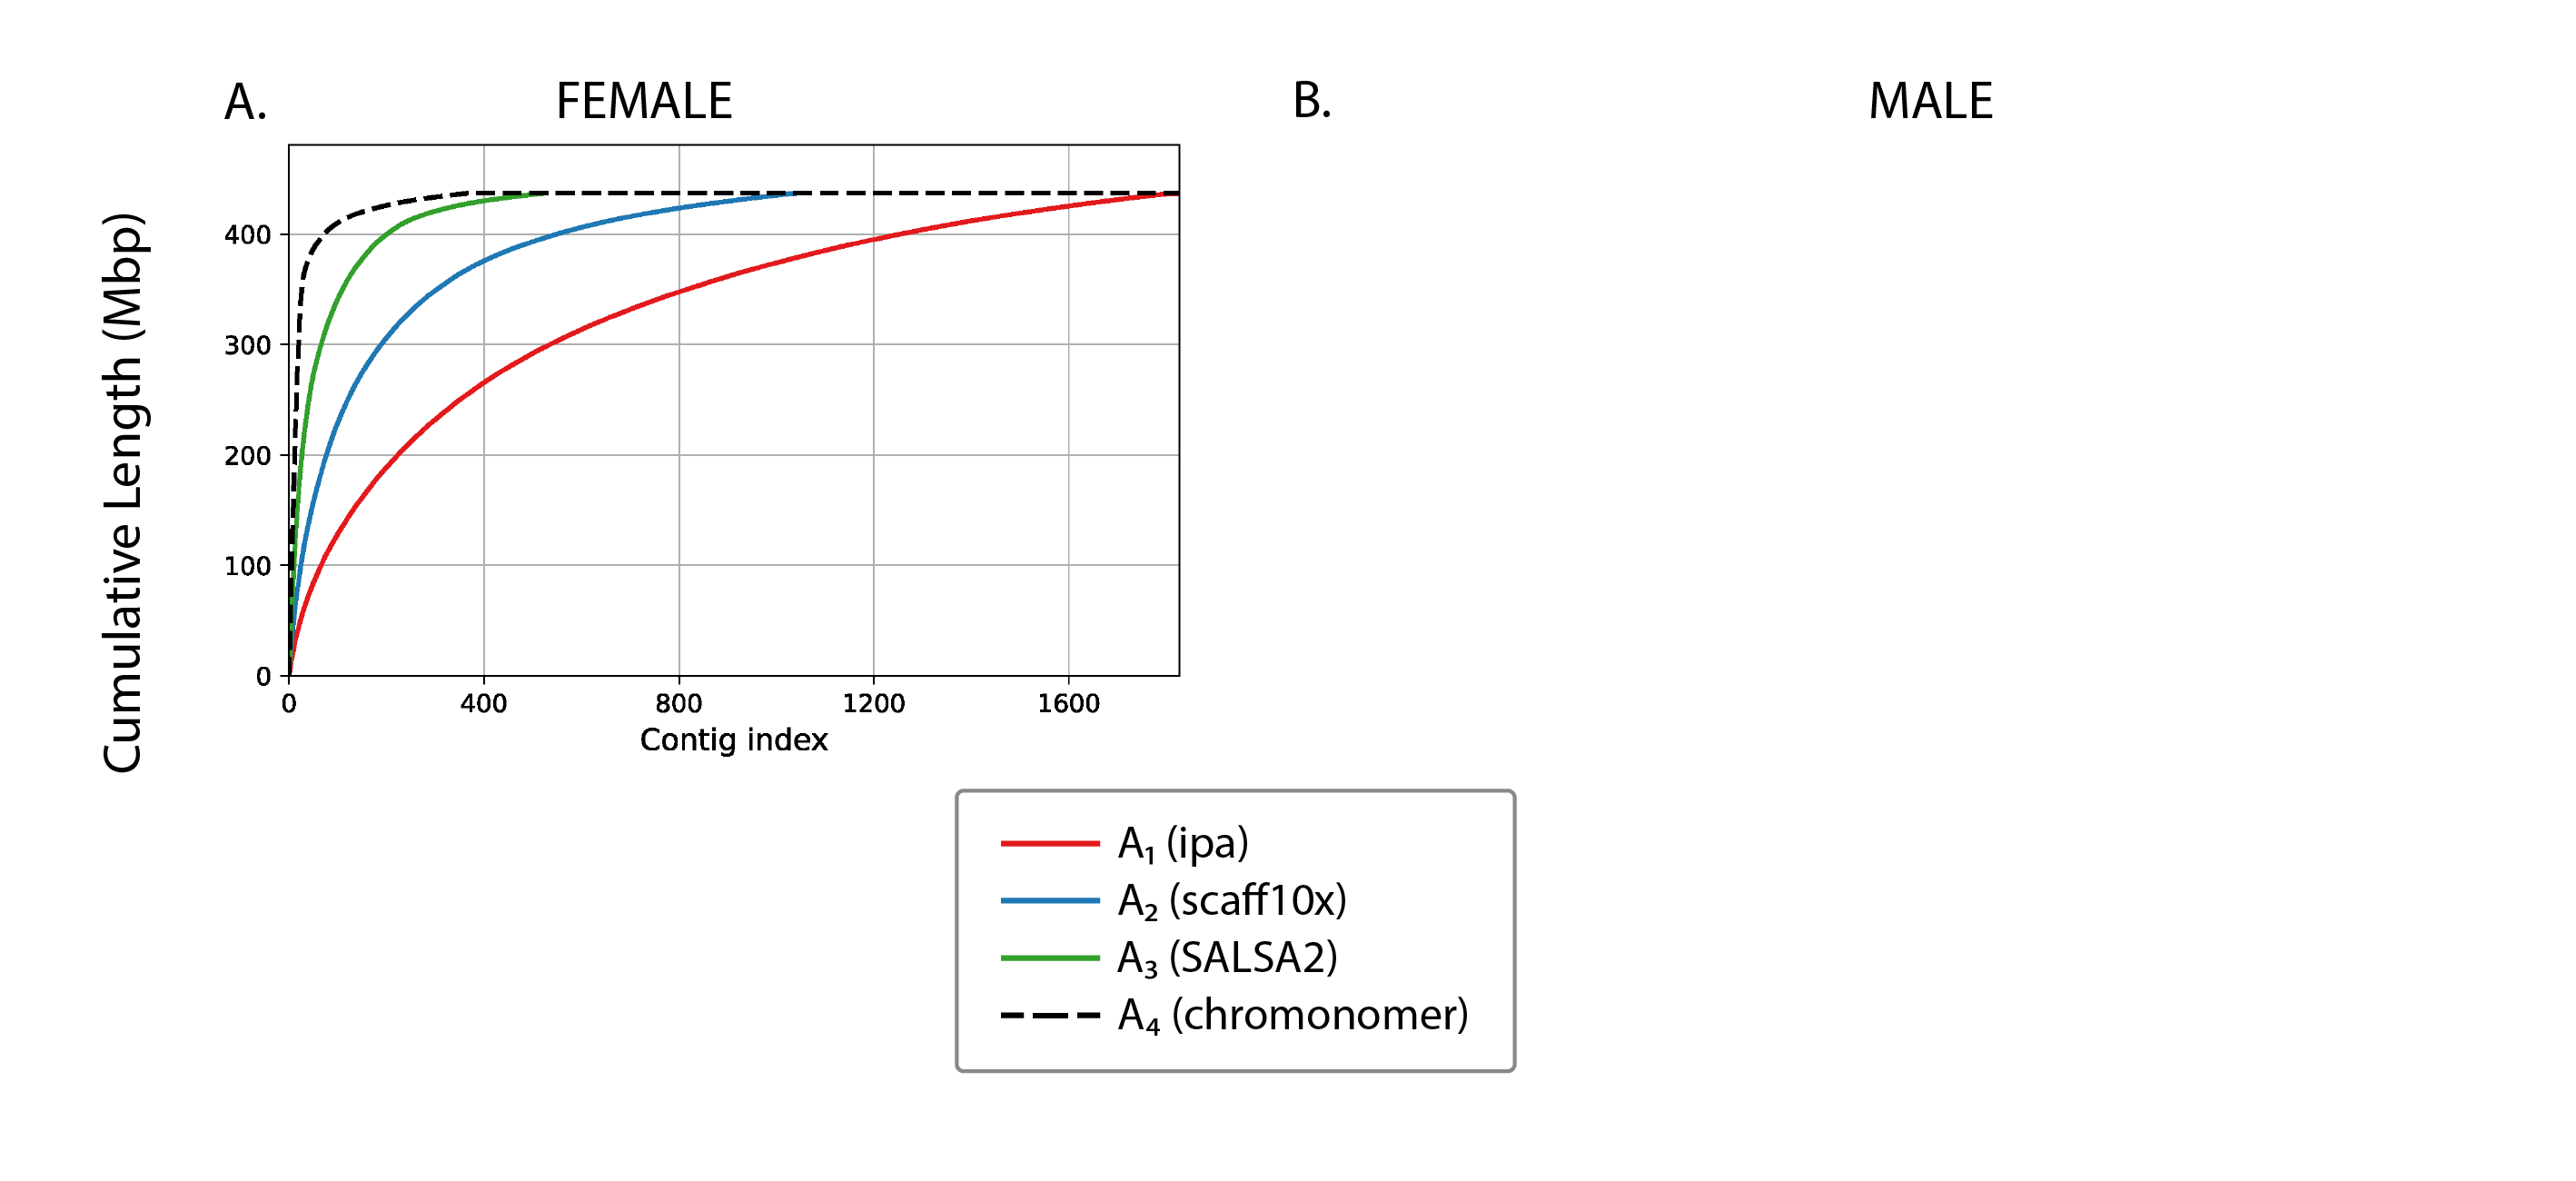 A.
FEMALE
B.
MALE
Cumulative Length (Mbp)
400
300
200
100
0
0 400 800 1200 1600
Contig index
A₁ (ipa)
A₂ (scaff10x)
A₃ (SALSA2)
A₄ (chromonomer)